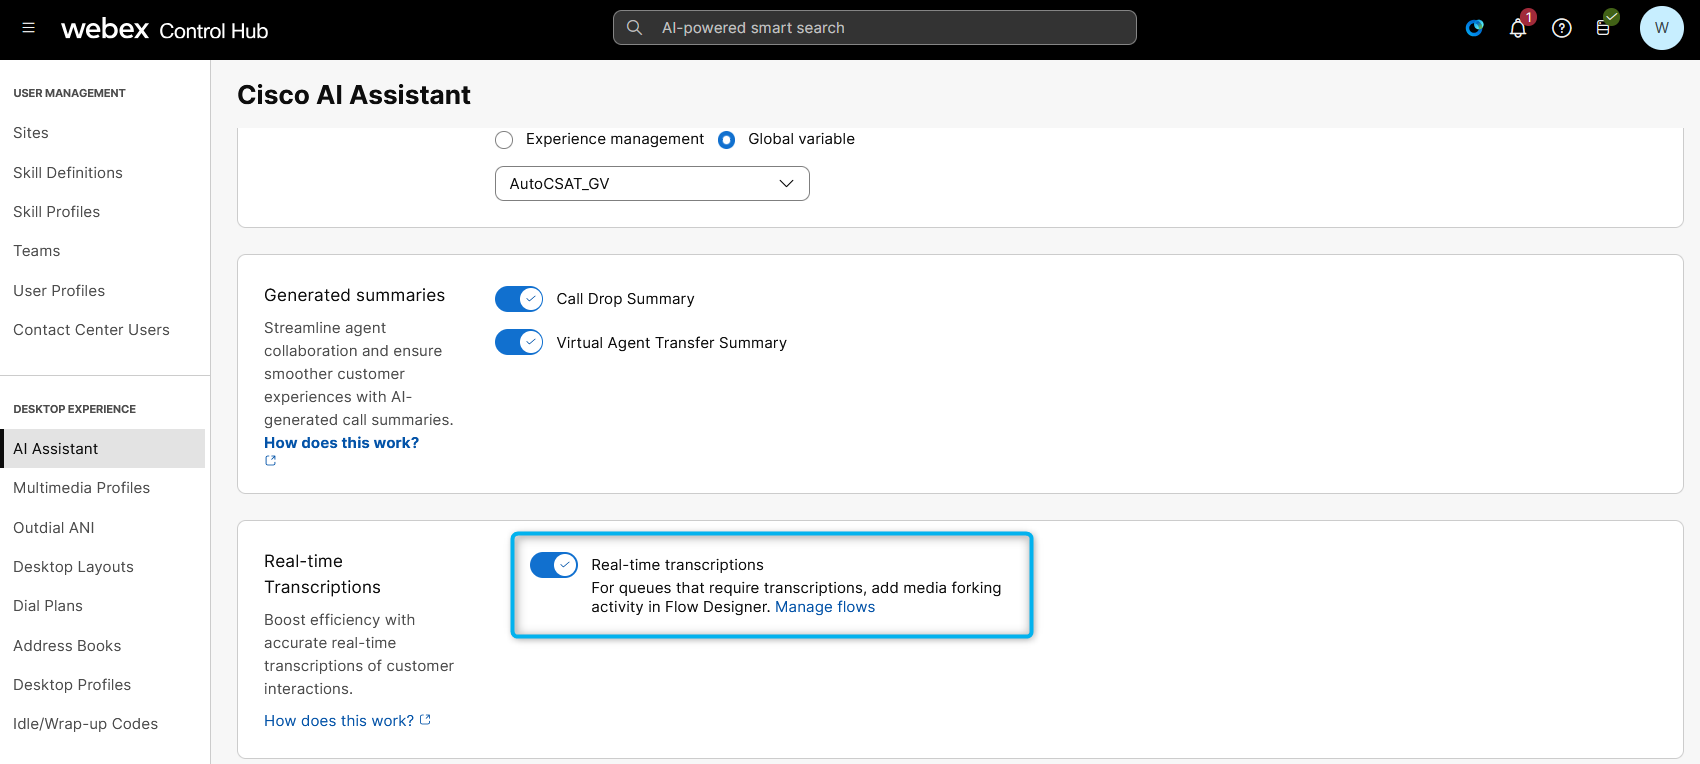 webex Control Hub
AI-powered smart search
1
W
USER MANAGEMENT
Sites
Skill Definitions
Skill Profiles
Teams
User Profiles
Contact Center Users
DESKTOP EXPERIENCE
AI Assistant
Multimedia Profiles
Outdial ANI
Desktop Layouts
Dial Plans
Address Books
Desktop Profiles
Idle/Wrap-up Codes
Cisco AI Assistant
Experience management
Global variable
AutoCSAT_GV
Generated summaries
Streamline agent
collaboration and ensure
smoother customer
experiences with AI-
generated call summaries.
How does this work?
Call Drop Summary
Virtual Agent Transfer Summary
Real-time
Transcriptions
Boost efficiency with
accurate real-time
transcriptions of customer
interactions.
How does this work?
Real-time transcriptions
For queues that require transcriptions, add media forking
activity in Flow Designer. Manage flows